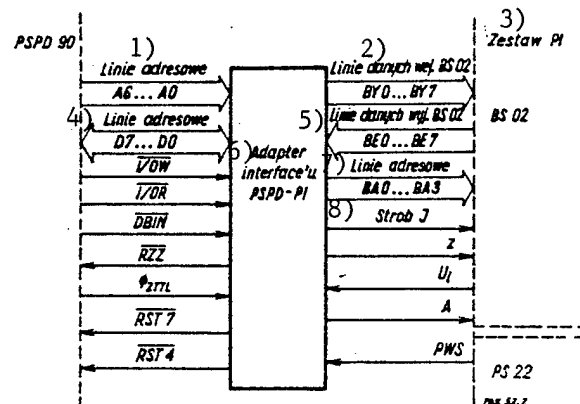 PSPD 90
1)
Linie adresowe
A6... A0
4)
Linie adresowe
D7... D0
I/OW
I/OR
DBIN
RZZ
Φ2TTL
RST 7
RST 4
6)
Adapter
interface'u
PSPD-PI
2)
Linie danych wej. BS 02
BY0... BY7
5)
Linie danych wyj. BS 02
BE0... BE7
7)
Linie adresowe
BA0... BA3
8)
Strob J
z
A
PWS
3)
Zestaw PI
BS 02
PS 22